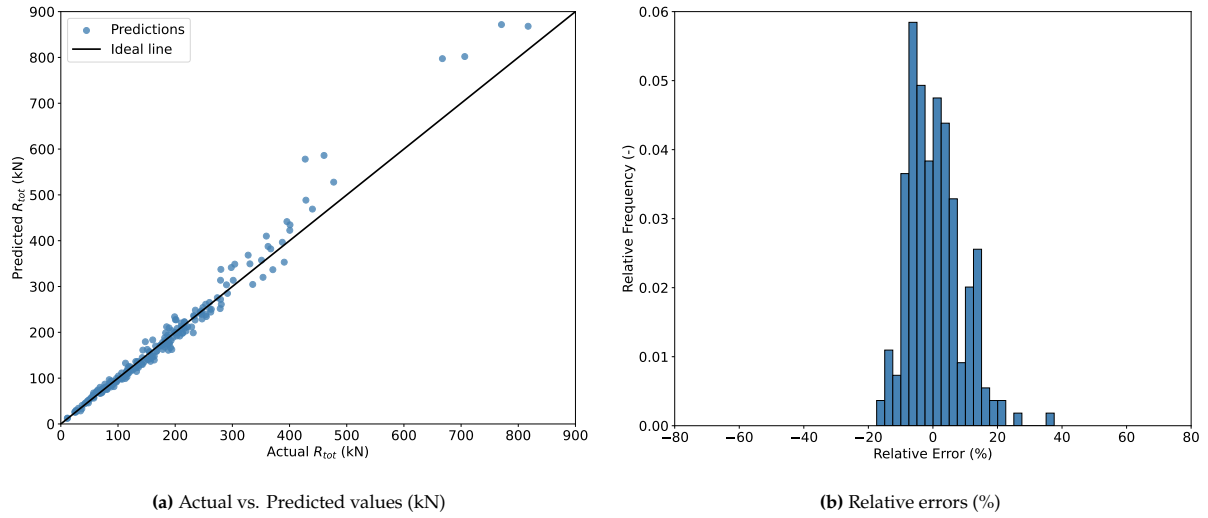 900
800
700
600
500
400
300
200
100
0
Predicted R_tot (kN)
Predictions
Ideal line
0 100 200 300 400 500 600 700 800 900
Actual R_tot (kN)
(a) Actual vs. Predicted values (kN)
0.06
0.05
0.04
0.03
0.02
0.01
0.00
Relative Frequency (-)
−80 −60 −40 −20 0 20 40 60 80
Relative Error (%)
(b) Relative errors (%)